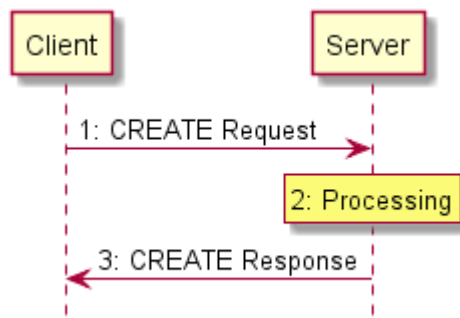 Client
Server
1: CREATE Request
2: Processing
3: CREATE Response